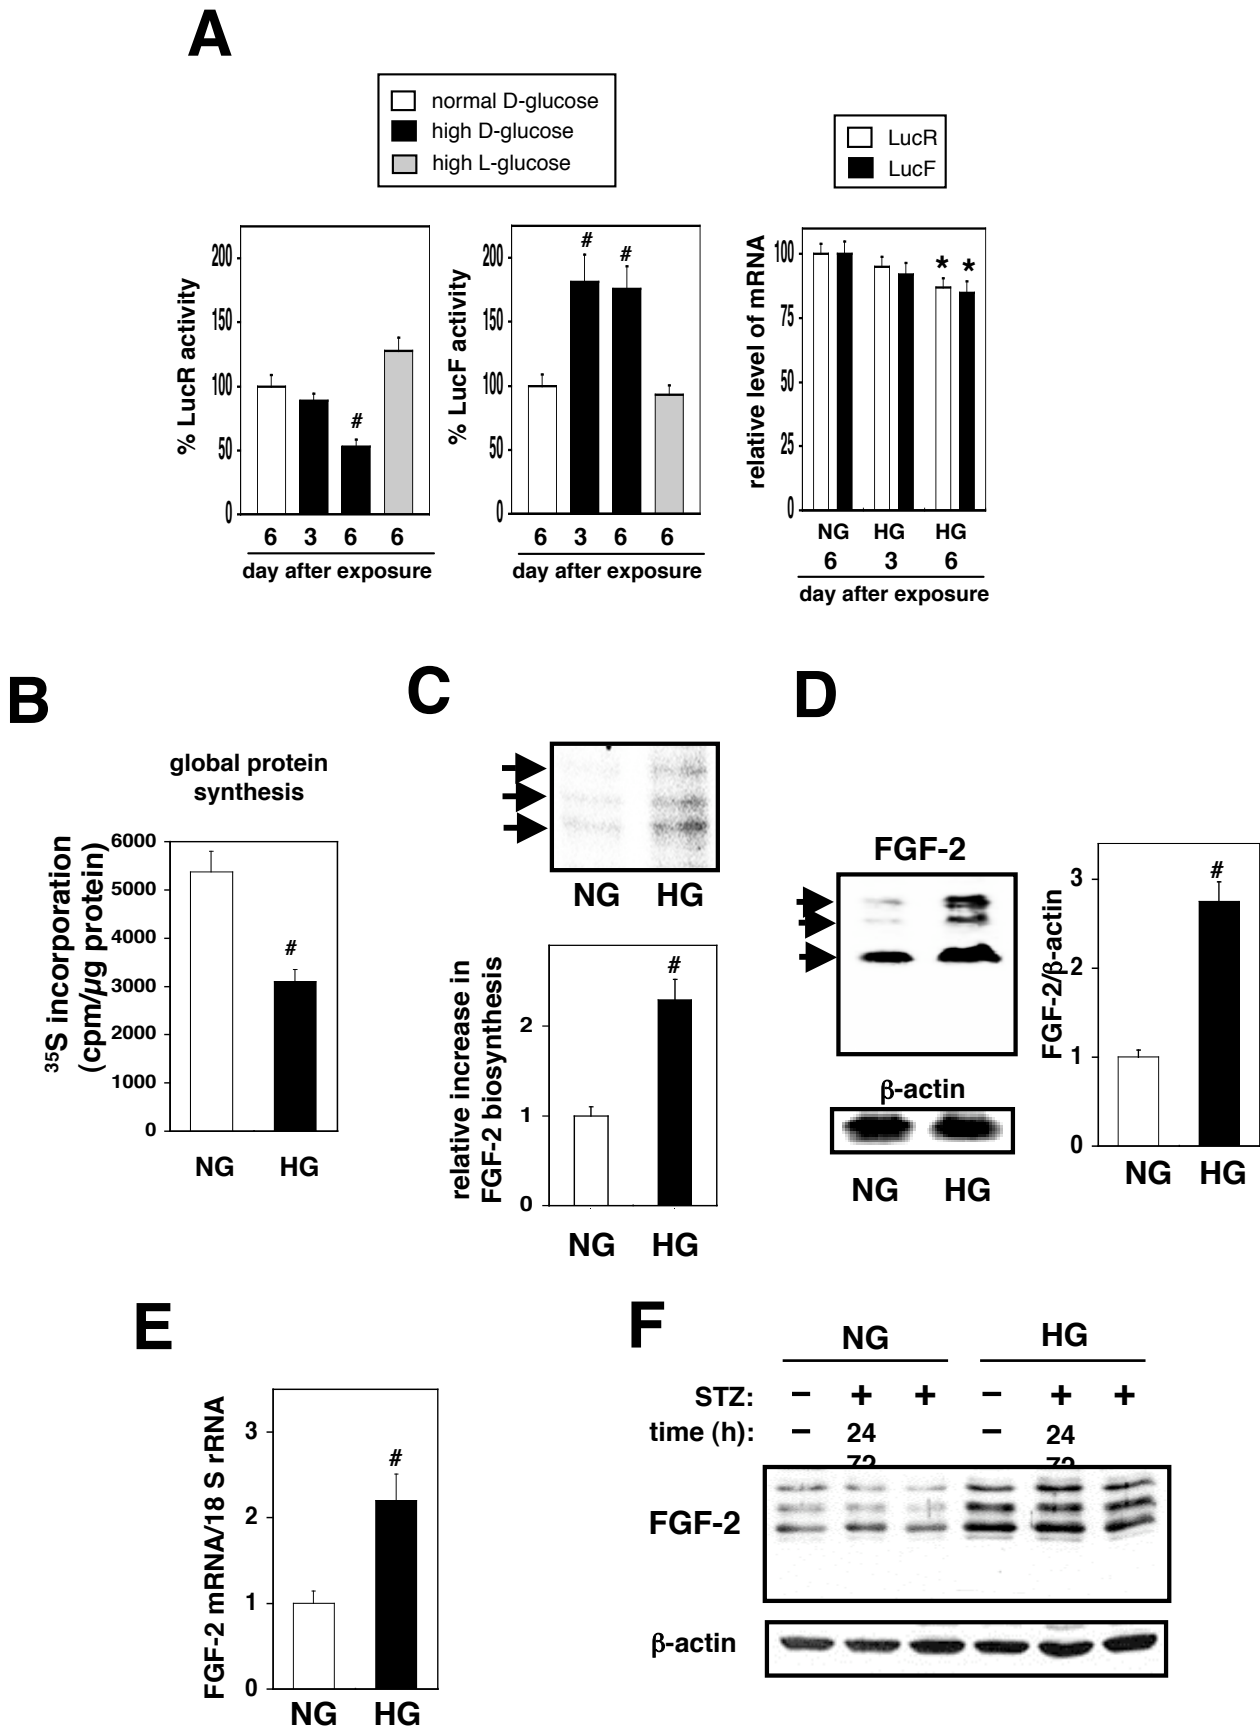 A
normal D-glucose
high D-glucose
high L-glucose
LucR
LucF
% LucR activity
200
150
100
50
0
#
6 3 6 6
day after exposure
% LucF activity
200
150
100
50
0
# #
6 3 6 6
day after exposure
relative level of mRNA
100
75
50
25
0
* *
NG HG HG
6 3 6
day after exposure
B
global protein
synthesis
35S incorporation
(cpm/µg protein)
6000
5000
4000
3000
2000
1000
0
#
NG HG
C
NG HG
relative increase in
FGF-2 biosynthesis
2
1
0
#
NG HG
D
FGF-2
β-actin
NG HG
FGF-2/β-actin
3
2
1
0
#
NG HG
E
FGF-2 mRNA/18 S rRNA
3
2
1
0
#
NG HG
F
NG HG
STZ: – + + – + +
time (h): – 24 – 24
72 72
FGF-2
β-actin